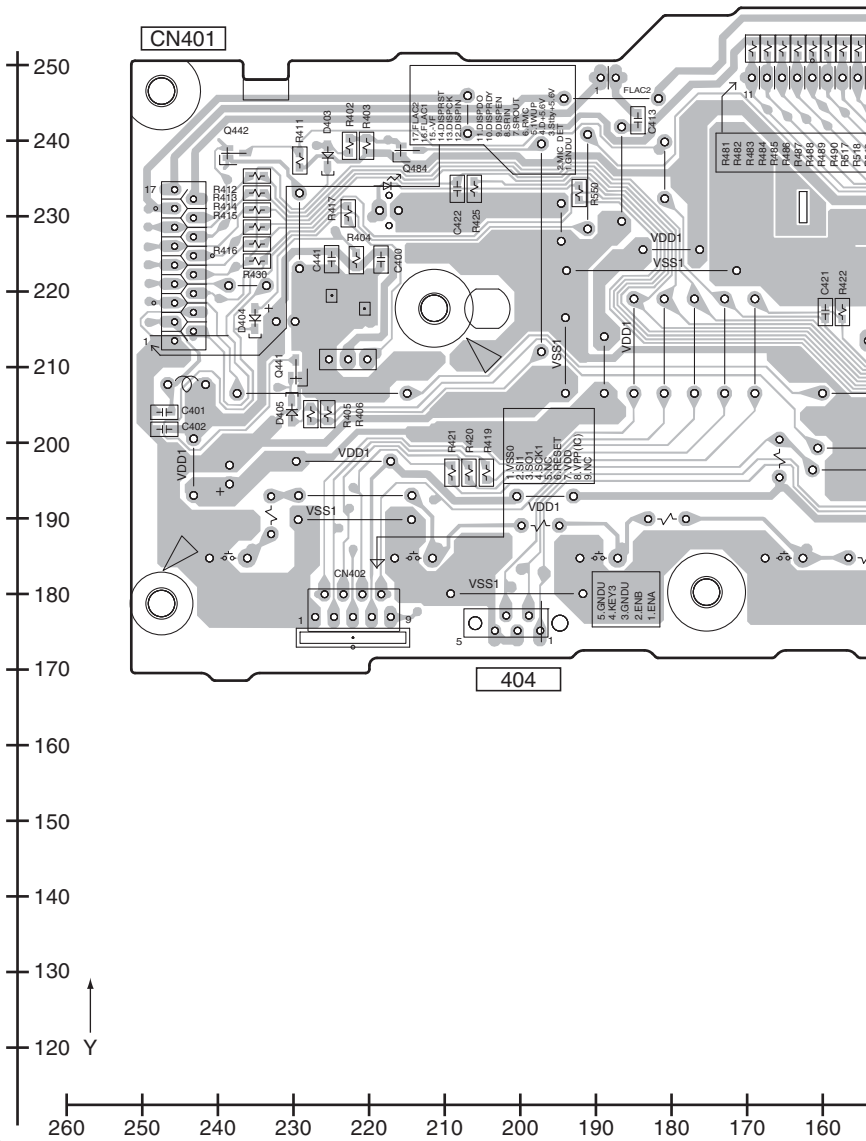 CN401
250
240
230
220
210
200
190
180
170
160
150
140
130
120
Y
260
250
240
230
220
210
200
190
180
170
160
FLAC2
1
11
C413
R402
R403
D403
R411
Q442
Q484
17.FLAC2
16.FLAC1
15.-VF
14.DISPRST
13.DISPCK
12.DISPIN
11.DISPDO
10.DISPRDY
9.DISPEN
8.SRIN
7.SROUT
6.RMC
5.1WUP
4.D+5.6V
3.Stby+5.6V
2.MIC DET
1.GNDU
R481
R482
R483
R484
R485
R486
R487
R488
R489
R490
R517
R518
17
R412
R413
R414
R415
R416
R417
R430
R404
C441
C400
C422
R425
R550
VDD1
VSS1
C421
R422
D404
+
1
Q441
VSS1
VDD1
C401
C402
D405
R405
R406
VDD1
VDD1
+
R421
R420
R419
1.VSS0
2.SI1
3.SO1
4.SCK1
5.NC
6.RESET
7.VDD
8.VPP(IC)
9.NC
VSS1
VDD1
CN402
1
9
VSS1
5
1
5.GNDU
4.KEY3
3.GNDU
2.ENB
1.ENA
404